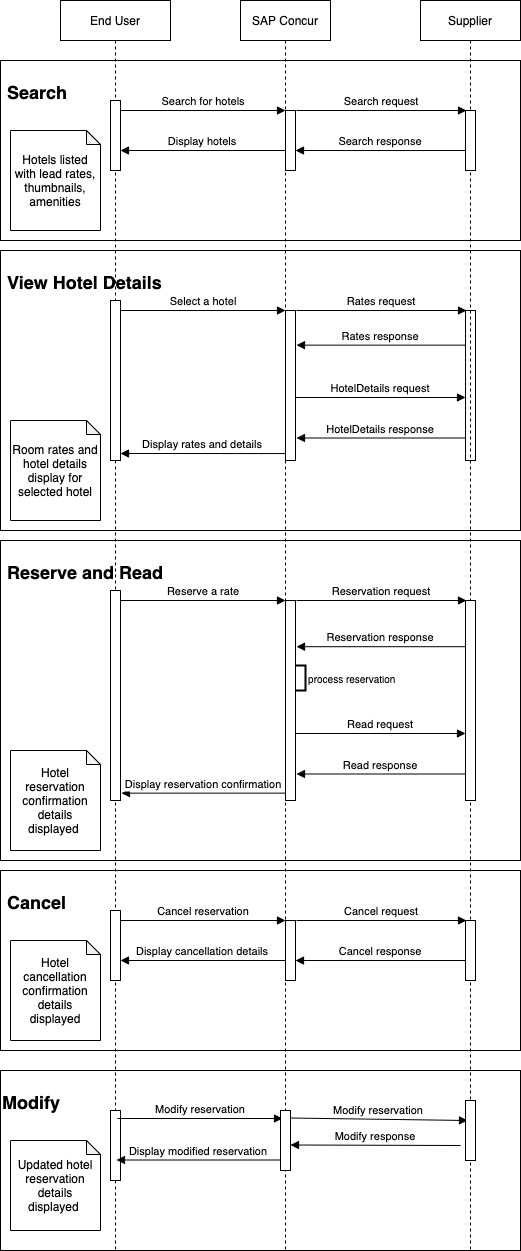 End User
SAP Concur
Supplier
Search
Search for hotels
Search request
Display hotels
Search response
Hotels listed
with lead rates,
thumbnails,
amenities
View Hotel Details
Select a hotel
Rates request
Rates response
HotelDetails request
HotelDetails response
Display rates and details
Room rates and
hotel details
display for
selected hotel
Reserve and Read
Reserve a rate
Reservation request
Reservation response
process reservation
Read request
Read response
Display reservation confirmation
Hotel
reservation
confirmation
details
displayed
Cancel
Cancel reservation
Cancel request
Display cancellation details
Cancel response
Hotel
cancellation
confirmation
details
displayed
Modify
Modify reservation
Modify reservation
Modify response
Display modified reservation
Updated hotel
reservation
details
displayed